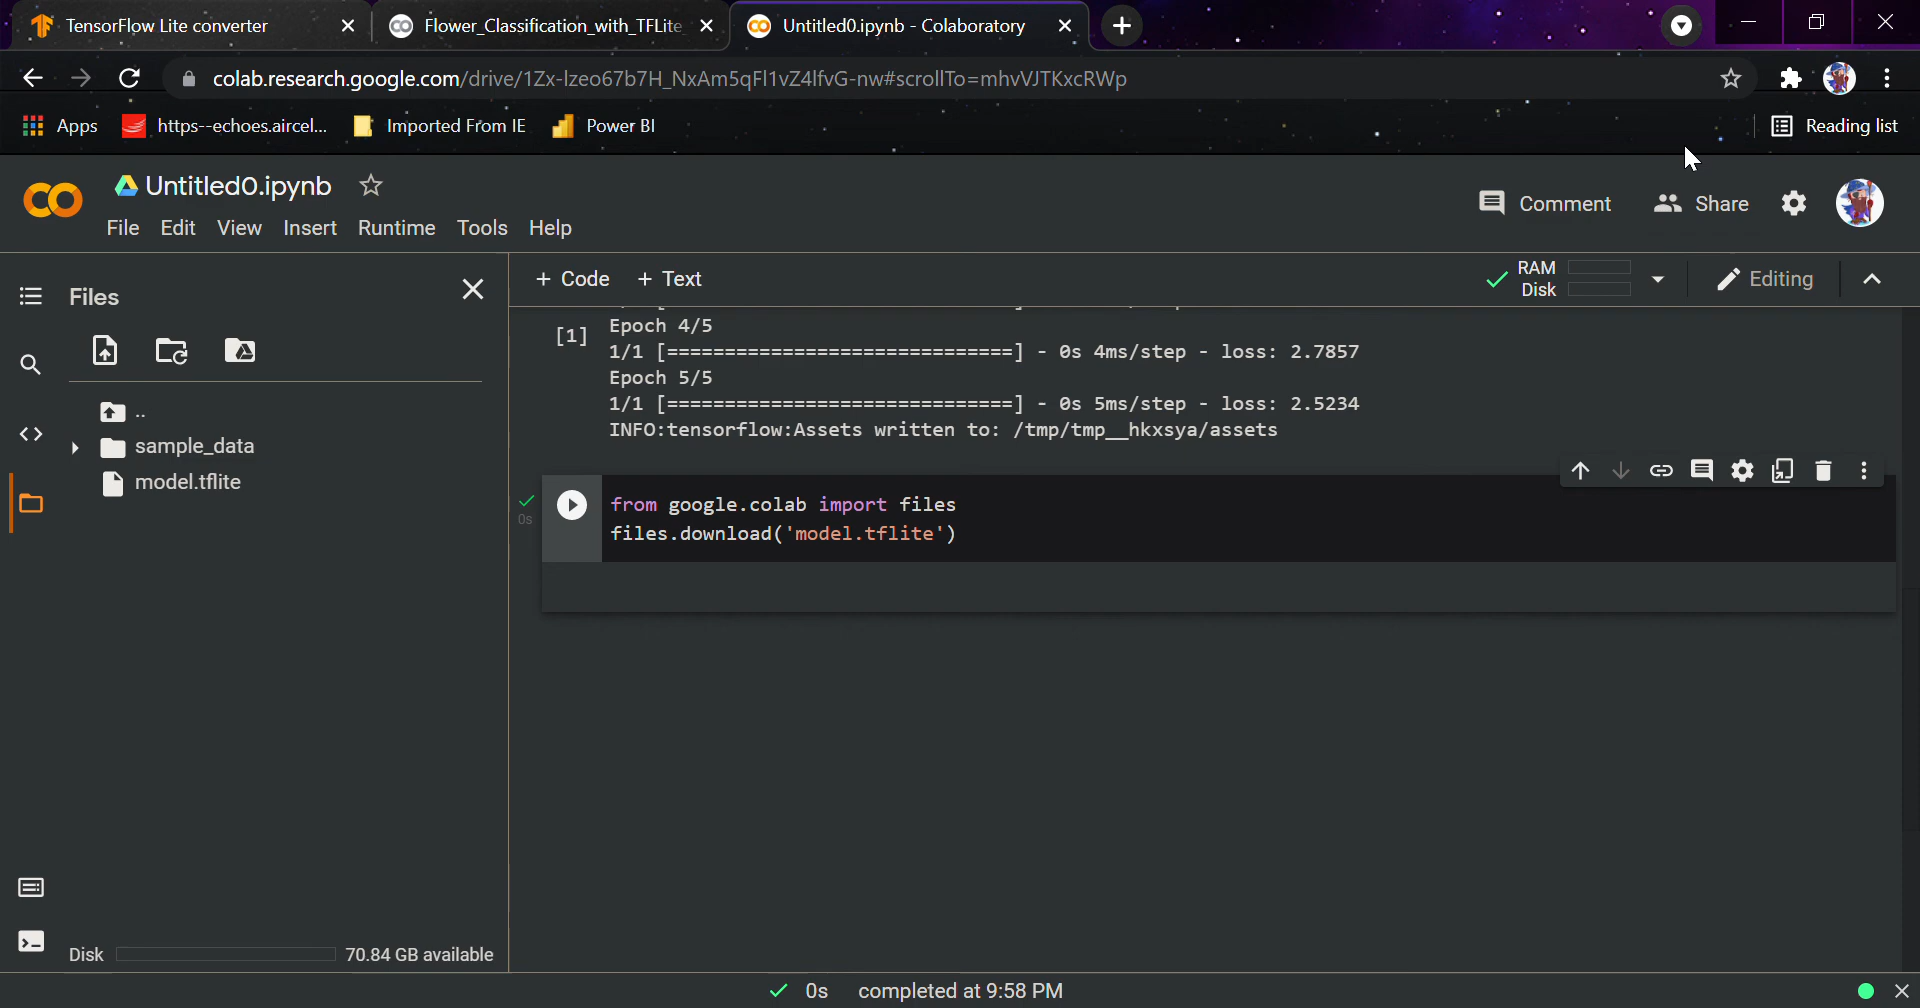 TensorFlow Lite converter
Flower_Classification_with_TFLite
Untitled0.ipynb - Colaboratory
colab.research.google.com/drive/1Zx-lzeo67b7H_NxAm5qFl1vZ4lfvG-nw#scrollTo=mhvVJTKxcRWp
Apps
https--echoes.aircel...
Imported From IE
Power BI
Reading list
Untitled0.ipynb
File Edit View Insert Runtime Tools Help
Comment
Share
Files
+ Code + Text
RAM
Disk
Editing
..
sample_data
model.tflite
[1]
Epoch 4/5
1/1 [==============================] - 0s 4ms/step - loss: 2.7857
Epoch 5/5
1/1 [==============================] - 0s 5ms/step - loss: 2.5234
INFO:tensorflow:Assets written to: /tmp/tmp__hkxsya/assets
0s
from google.colab import files
files.download('model.tflite')
Disk
70.84 GB available
0s completed at 9:58 PM